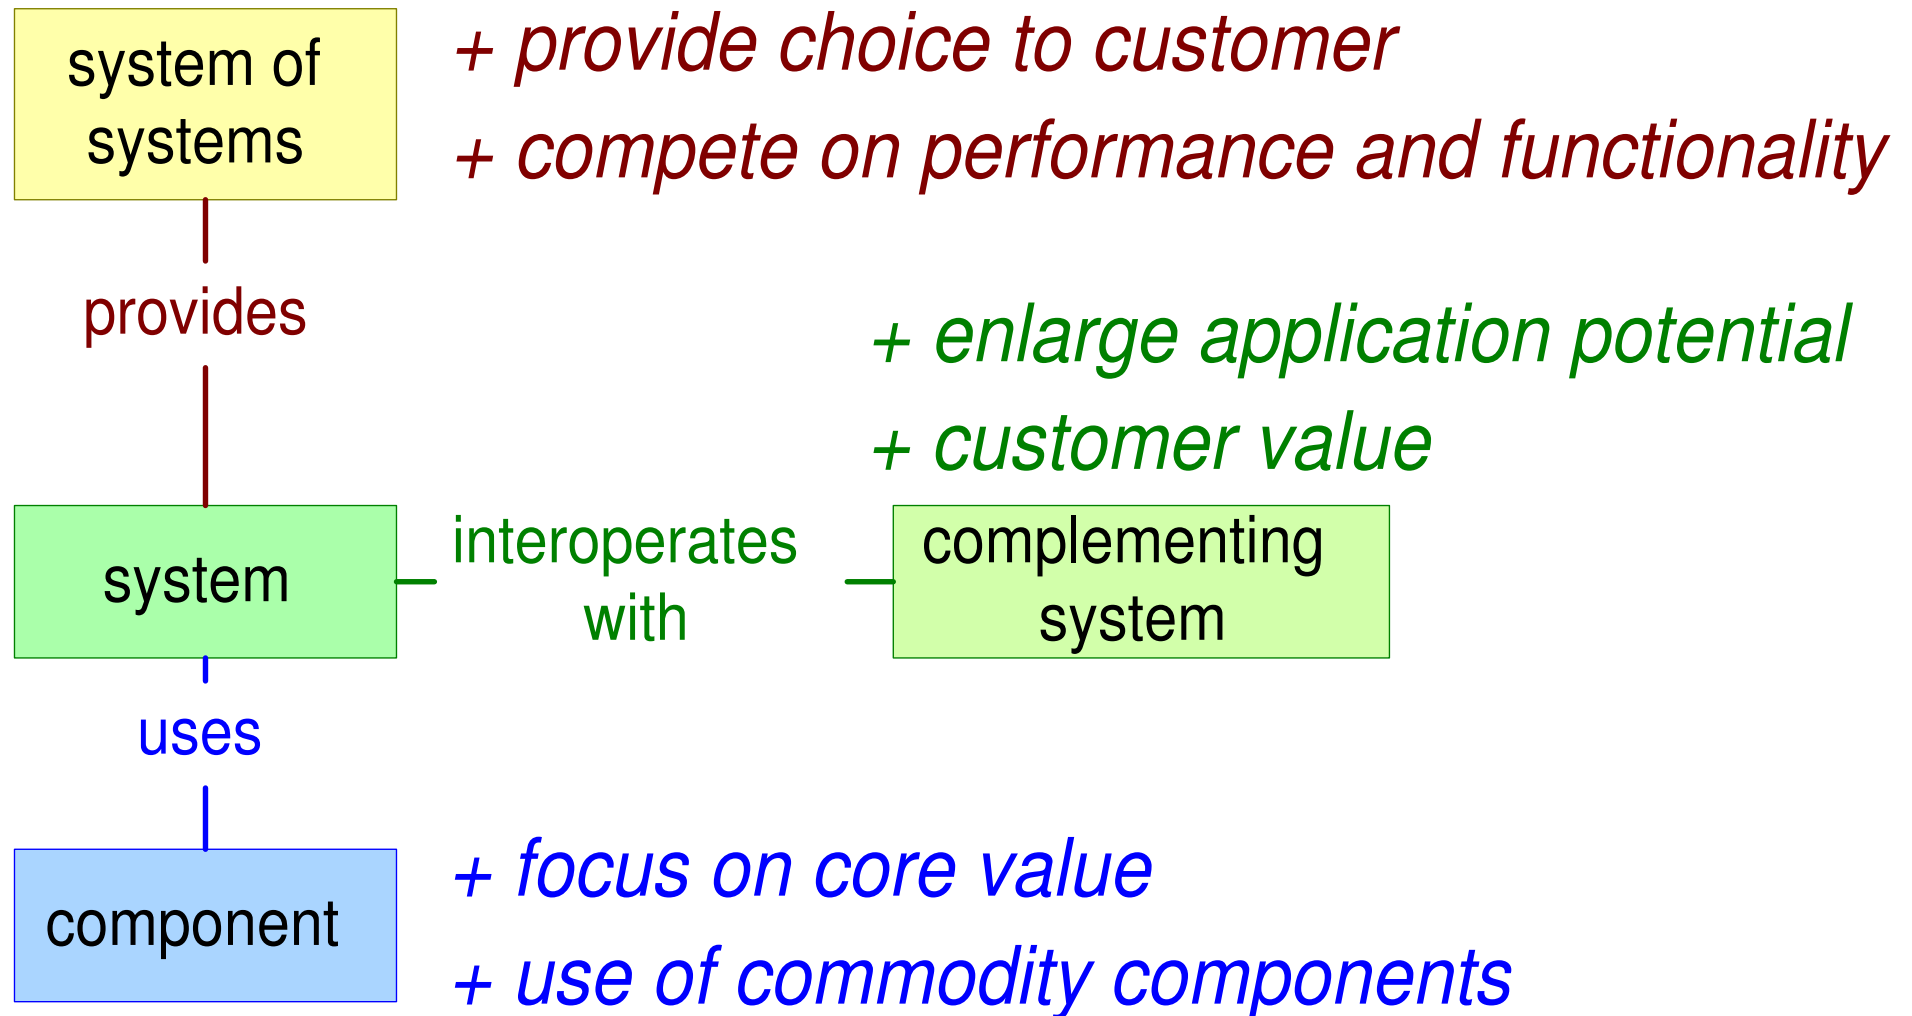 system of
systems
+ provide choice to customer
+ compete on performance and functionality
provides
+ enlarge application potential
+ customer value
system
interoperates
with
complementing
system
uses
component
+ focus on core value
+ use of commodity components